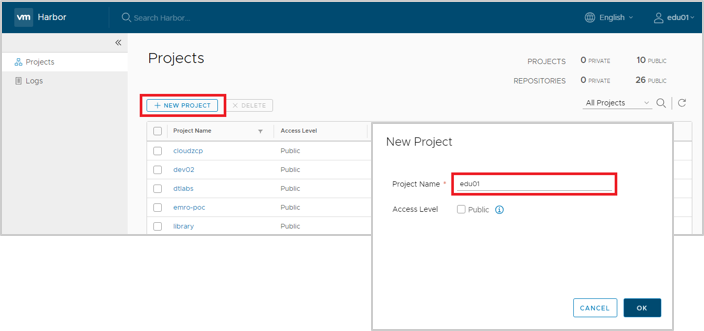 vm Harbor Search Harbor... English edu01
Projects
Logs
Projects
PROJECTS 0 PRIVATE 10 PUBLIC
REPOSITORIES 0 PRIVATE 26 PUBLIC
+ NEW PROJECT × DELETE All Projects
Project Name Access Level
cloudzcp Public
dev02 Public
dtlabs Public
emro-poc Public
library Public
New Project
Project Name * edu01
Access Level Public
CANCEL OK